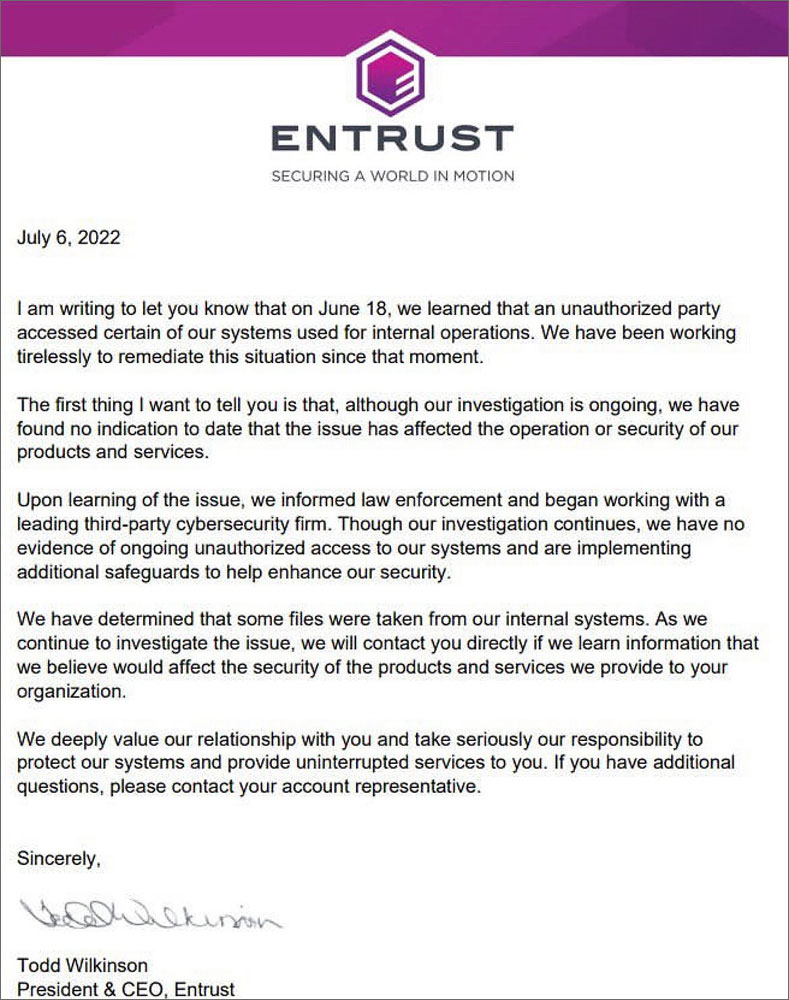 ENTRUST
SECURING A WORLD IN MOTION
July 6, 2022
I am writing to let you know that on June 18, we learned that an unauthorized party
accessed certain of our systems used for internal operations. We have been working
tirelessly to remediate this situation since that moment.
The first thing I want to tell you is that, although our investigation is ongoing, we have
found no indication to date that the issue has affected the operation or security of our
products and services.
Upon learning of the issue, we informed law enforcement and began working with a
leading third-party cybersecurity firm. Though our investigation continues, we have no
evidence of ongoing unauthorized access to our systems and are implementing
additional safeguards to help enhance our security.
We have determined that some files were taken from our internal systems. As we
continue to investigate the issue, we will contact you directly if we learn information that
we believe would affect the security of the products and services we provide to your
organization.
We deeply value our relationship with you and take seriously our responsibility to
protect our systems and provide uninterrupted services to you. If you have additional
questions, please contact your account representative.
Sincerely,
Todd Wilkinson
Todd Wilkinson
President & CEO, Entrust